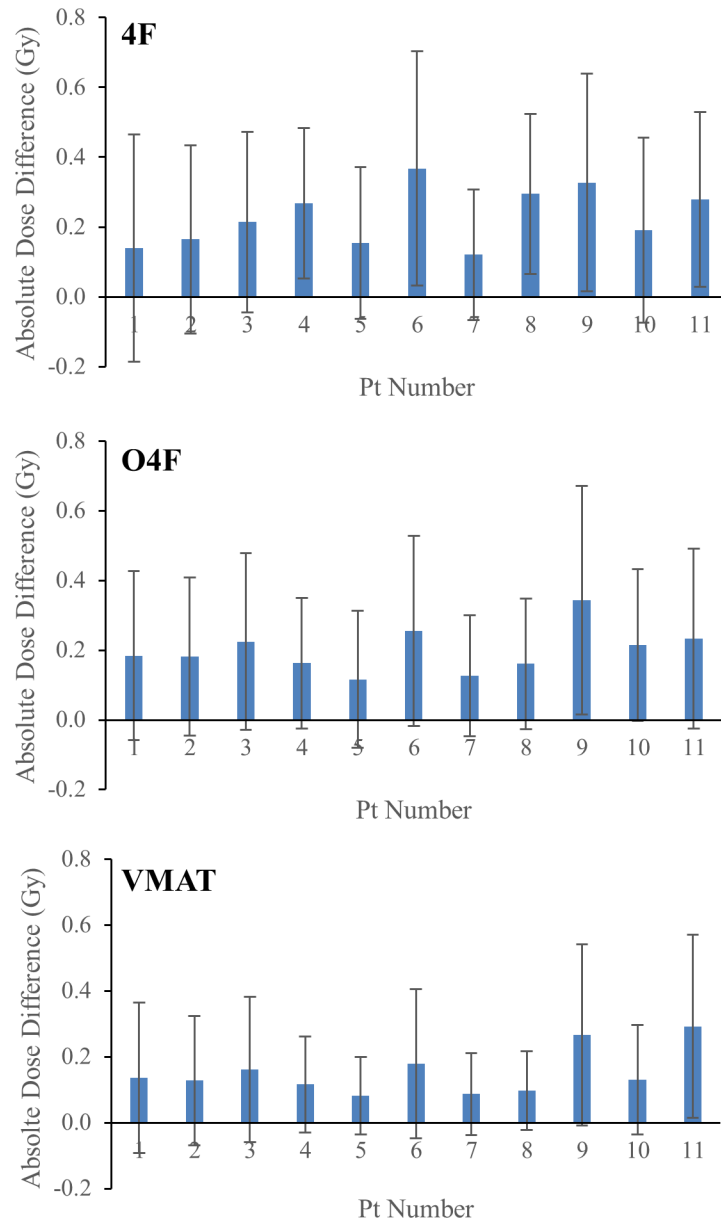 4F
Absolute Dose Difference (Gy)
0.8
0.6
0.4
0.2
0.0
-0.2
1 2 3 4 5 6 7 8 9 10 11
Pt Number
O4F
Absolute Dose Difference (Gy)
0.8
0.6
0.4
0.2
0.0
-0.2
1 2 3 4 5 6 7 8 9 10 11
Pt Number
VMAT
Absolte Dose Difference (Gy)
0.8
0.6
0.4
0.2
0.0
-0.2
1 2 3 4 5 6 7 8 9 10 11
Pt Number